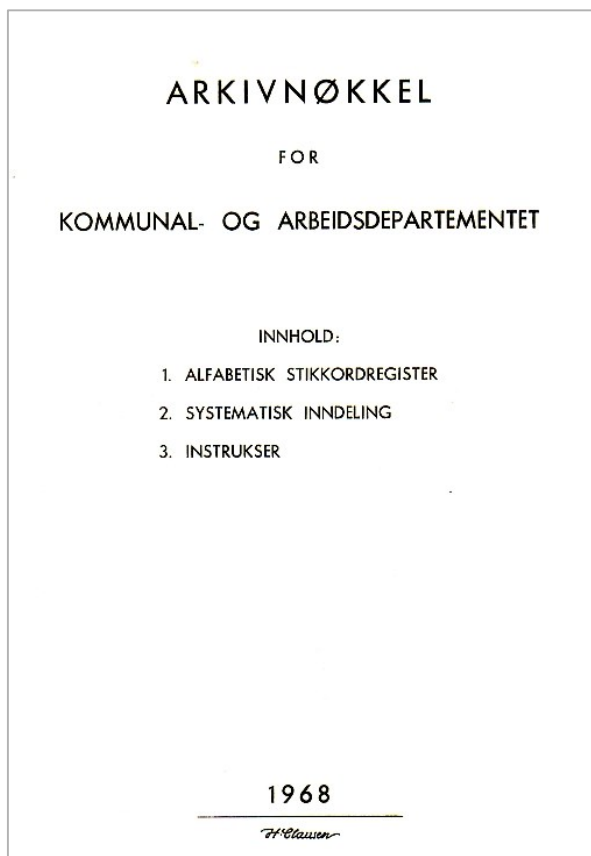 ARKIVNØKKEL
FOR
KOMMUNAL- OG ARBEIDSDEPARTEMENTET
INNHOLD:
1. ALFABETISK STIKKORDREGISTER
2. SYSTEMATISK INNDELING
3. INSTRUKSER
1968
H. Clausen